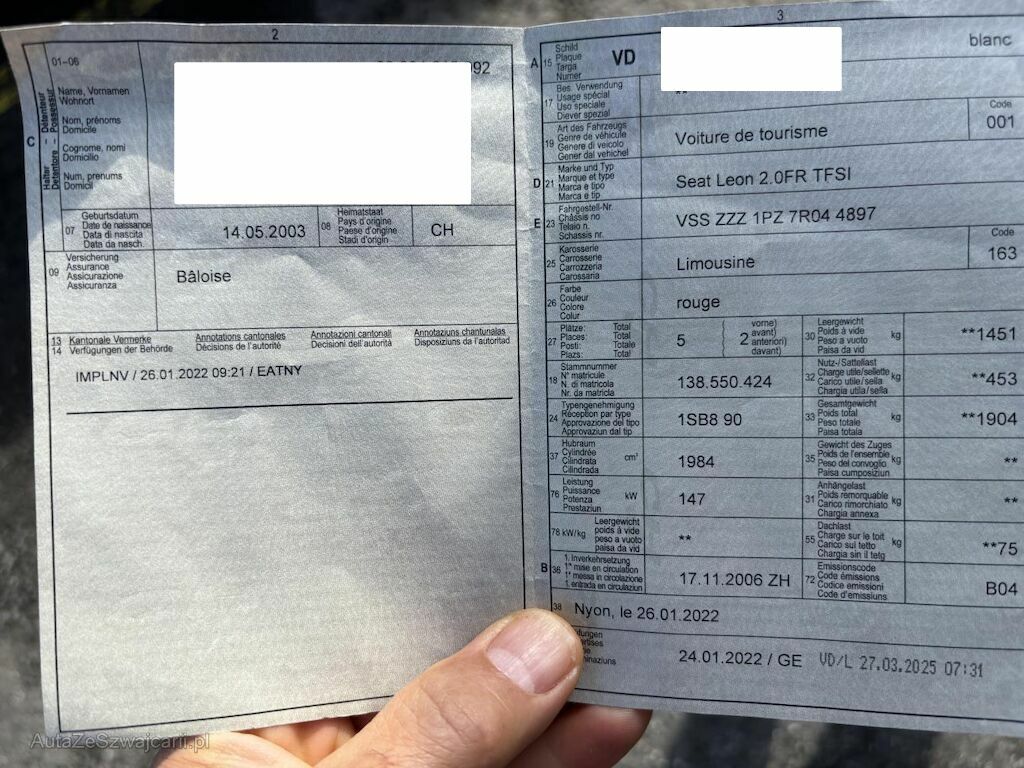 2
01-06
092
C
Halter - Détenteur
Detentore - Possessur
Name, Vornamen
Wohnort
Nom, prénoms
Domicile
Cognome, nomi
Domicilio
Num, prenums
Domicil
07
Geburtsdatum
Date de naissance
Data di nascita
Data da nasch.
14.05.2003
08
Heimatstaat
Pays d'origine
Paese d'origine
Stadi d'origin
CH
09
Versicherung
Assurance
Assicurazione
Assicuranza
Bâloise
13 Kantonale Vermerke Annotations cantonales Annotazioni cantonali Annotaziuns chantunalas
14 Verfügungen der Behörde Décisions de l'autorité Decisioni dell'autorità Disposiziuns da l'autoritad
IMPLNV / 26.01.2022 09:21 / EATNY
3
A 15
Schild
Plaque
Targa
Numer
VD
blanc
17
Bes. Verwendung
Usage spécial
Uso speciale
Diever spezial
**
19
Art des Fahrzeugs
Genre de véhicule
Genere di veicolo
Gener dal vehichel
Voiture de tourisme
Code
001
D 21
Marke und Typ
Marque et type
Marca e tipo
Marca e tip
Seat Leon 2.0FR TFSI
E 23
Fahrgestell-Nr.
Châssis no
Telaio n.
Schassis nr.
VSS ZZZ 1PZ 7R04 4897
25
Karosserie
Carrosserie
Carrozzeria
Carossaria
Limousine
Code
163
26
Farbe
Couleur
Colore
Colur
rouge
27
Plätze: Total
Places: Total
Posti: Totale
Plazs: Total
5
2
vorne)
avant)
anteriori)
davant)
30
Leergewicht
Poids à vide
Peso a vuoto
Paisa da vid
kg
**1451
18
Stammnummer
N° matricule
N. di matricola
Nr. da matricla
138.550.424
32
Nutz-/Sattellast
Charge utile/sellette
Carico utile/sella
Chargia utila/sella
kg
**453
24
Typengenehmigung
Réception par type
Approvazione del tipo
Approvaziun dal tip
1SB8 90
33
Gesamtgewicht
Poids total
Peso totale
Paisa totala
kg
**1904
37
Hubraum
Cylindrée
Cilindrata
Cilindrada
cm³
1984
35
Gewicht des Zuges
Poids de l'ensemble
Peso del convoglio
Paisa cumposiziun
kg
**
76
Leistung
Puissance
Potenza
Prestaziun
kW
147
31
Anhängelast
Poids remorquable
Carico rimorchiato
Chargia annexa
kg
**
78 kW/kg
Leergewicht
poids à vide
peso a vuoto
paisa da vid
**
55
Dachlast
Charge sur le toit
Carico sul tetto
Chargia sin il tetg
kg
**75
B 36
1. Inverkehrsetzung
1re mise en circulation
1a messa in circolazione
1. entrada en circulaziun
17.11.2006 ZH
72
Emissionscode
Code émissions
Codice emissioni
Code d'emissiuns
B04
38
Nyon, le 26.01.2022
24.01.2022 / GE VD/L 27.03.2025 07:31
AutaZeSzwajcarii.pl